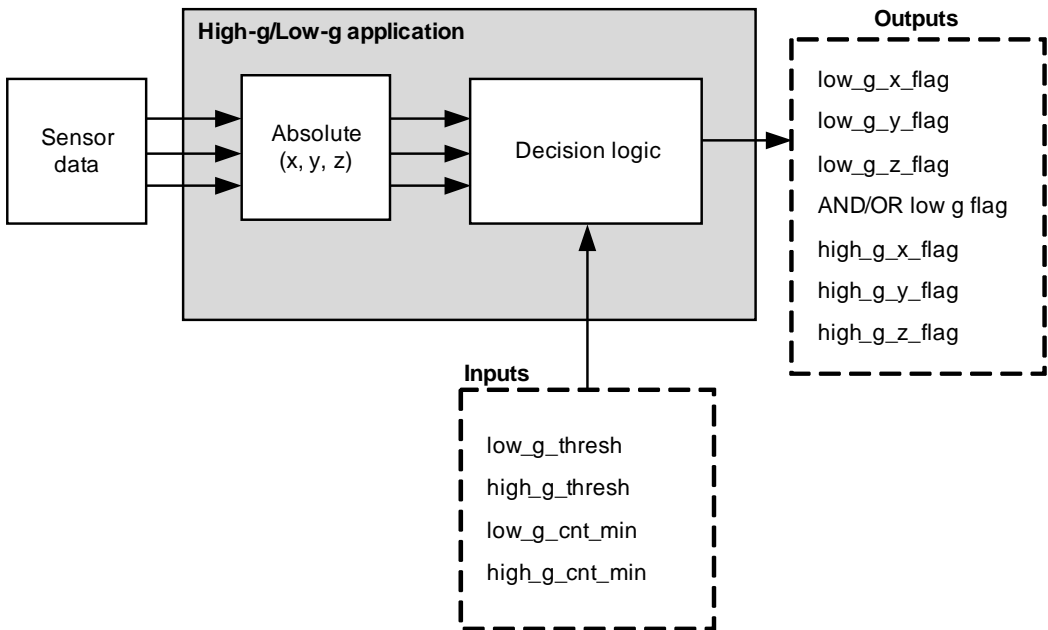 High-g/Low-g application
Sensor
data
Absolute
(x, y, z)
Decision logic
Outputs
low_g_x_flag
low_g_y_flag
low_g_z_flag
AND/OR low g flag
high_g_x_flag
high_g_y_flag
high_g_z_flag
Inputs
low_g_thresh
high_g_thresh
low_g_cnt_min
high_g_cnt_min